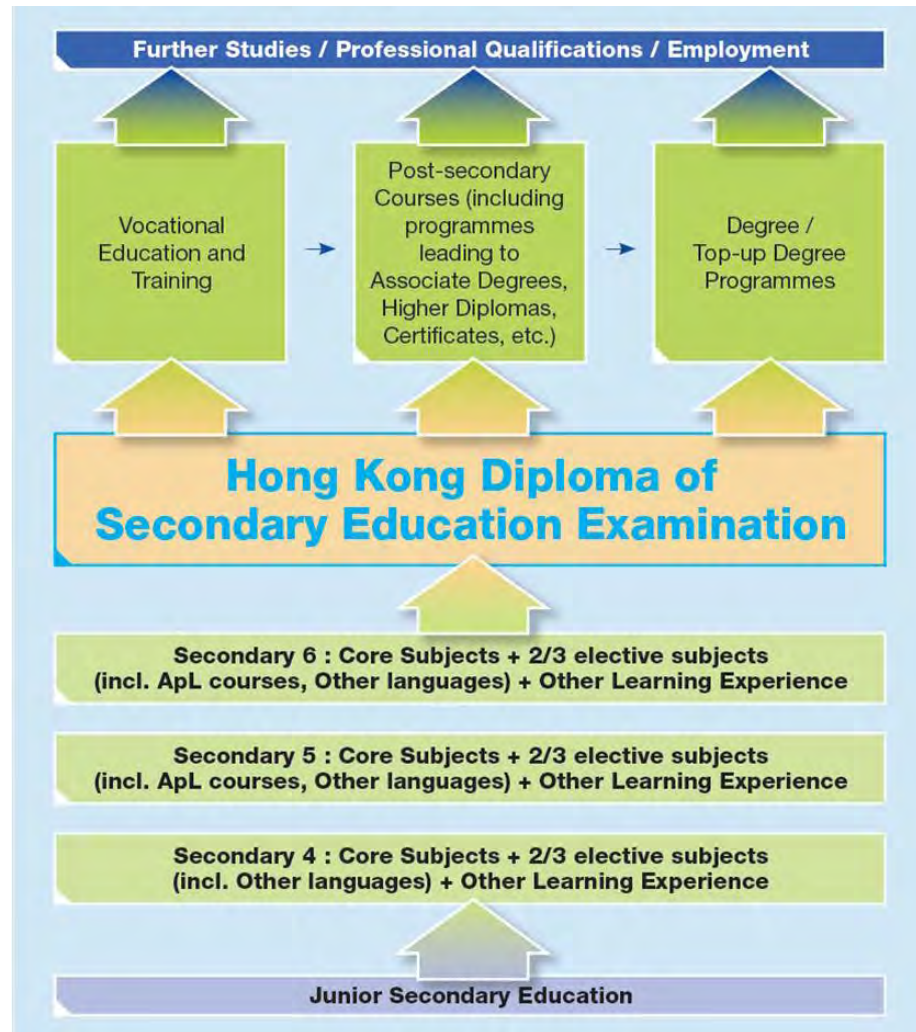 Further Studies / Professional Qualifications / Employment
Vocational
Education and
Training
Post-secondary
Courses (including
programmes
leading to
Associate Degrees,
Higher Diplomas,
Certificates, etc.)
Degree /
Top-up Degree
Programmes
Hong Kong Diploma of
Secondary Education Examination
Secondary 6 : Core Subjects + 2/3 elective subjects
(incl. ApL courses, Other languages) + Other Learning Experience
Secondary 5 : Core Subjects + 2/3 elective subjects
(incl. ApL courses, Other languages) + Other Learning Experience
Secondary 4 : Core Subjects + 2/3 elective subjects
(incl. Other languages) + Other Learning Experience
Junior Secondary Education